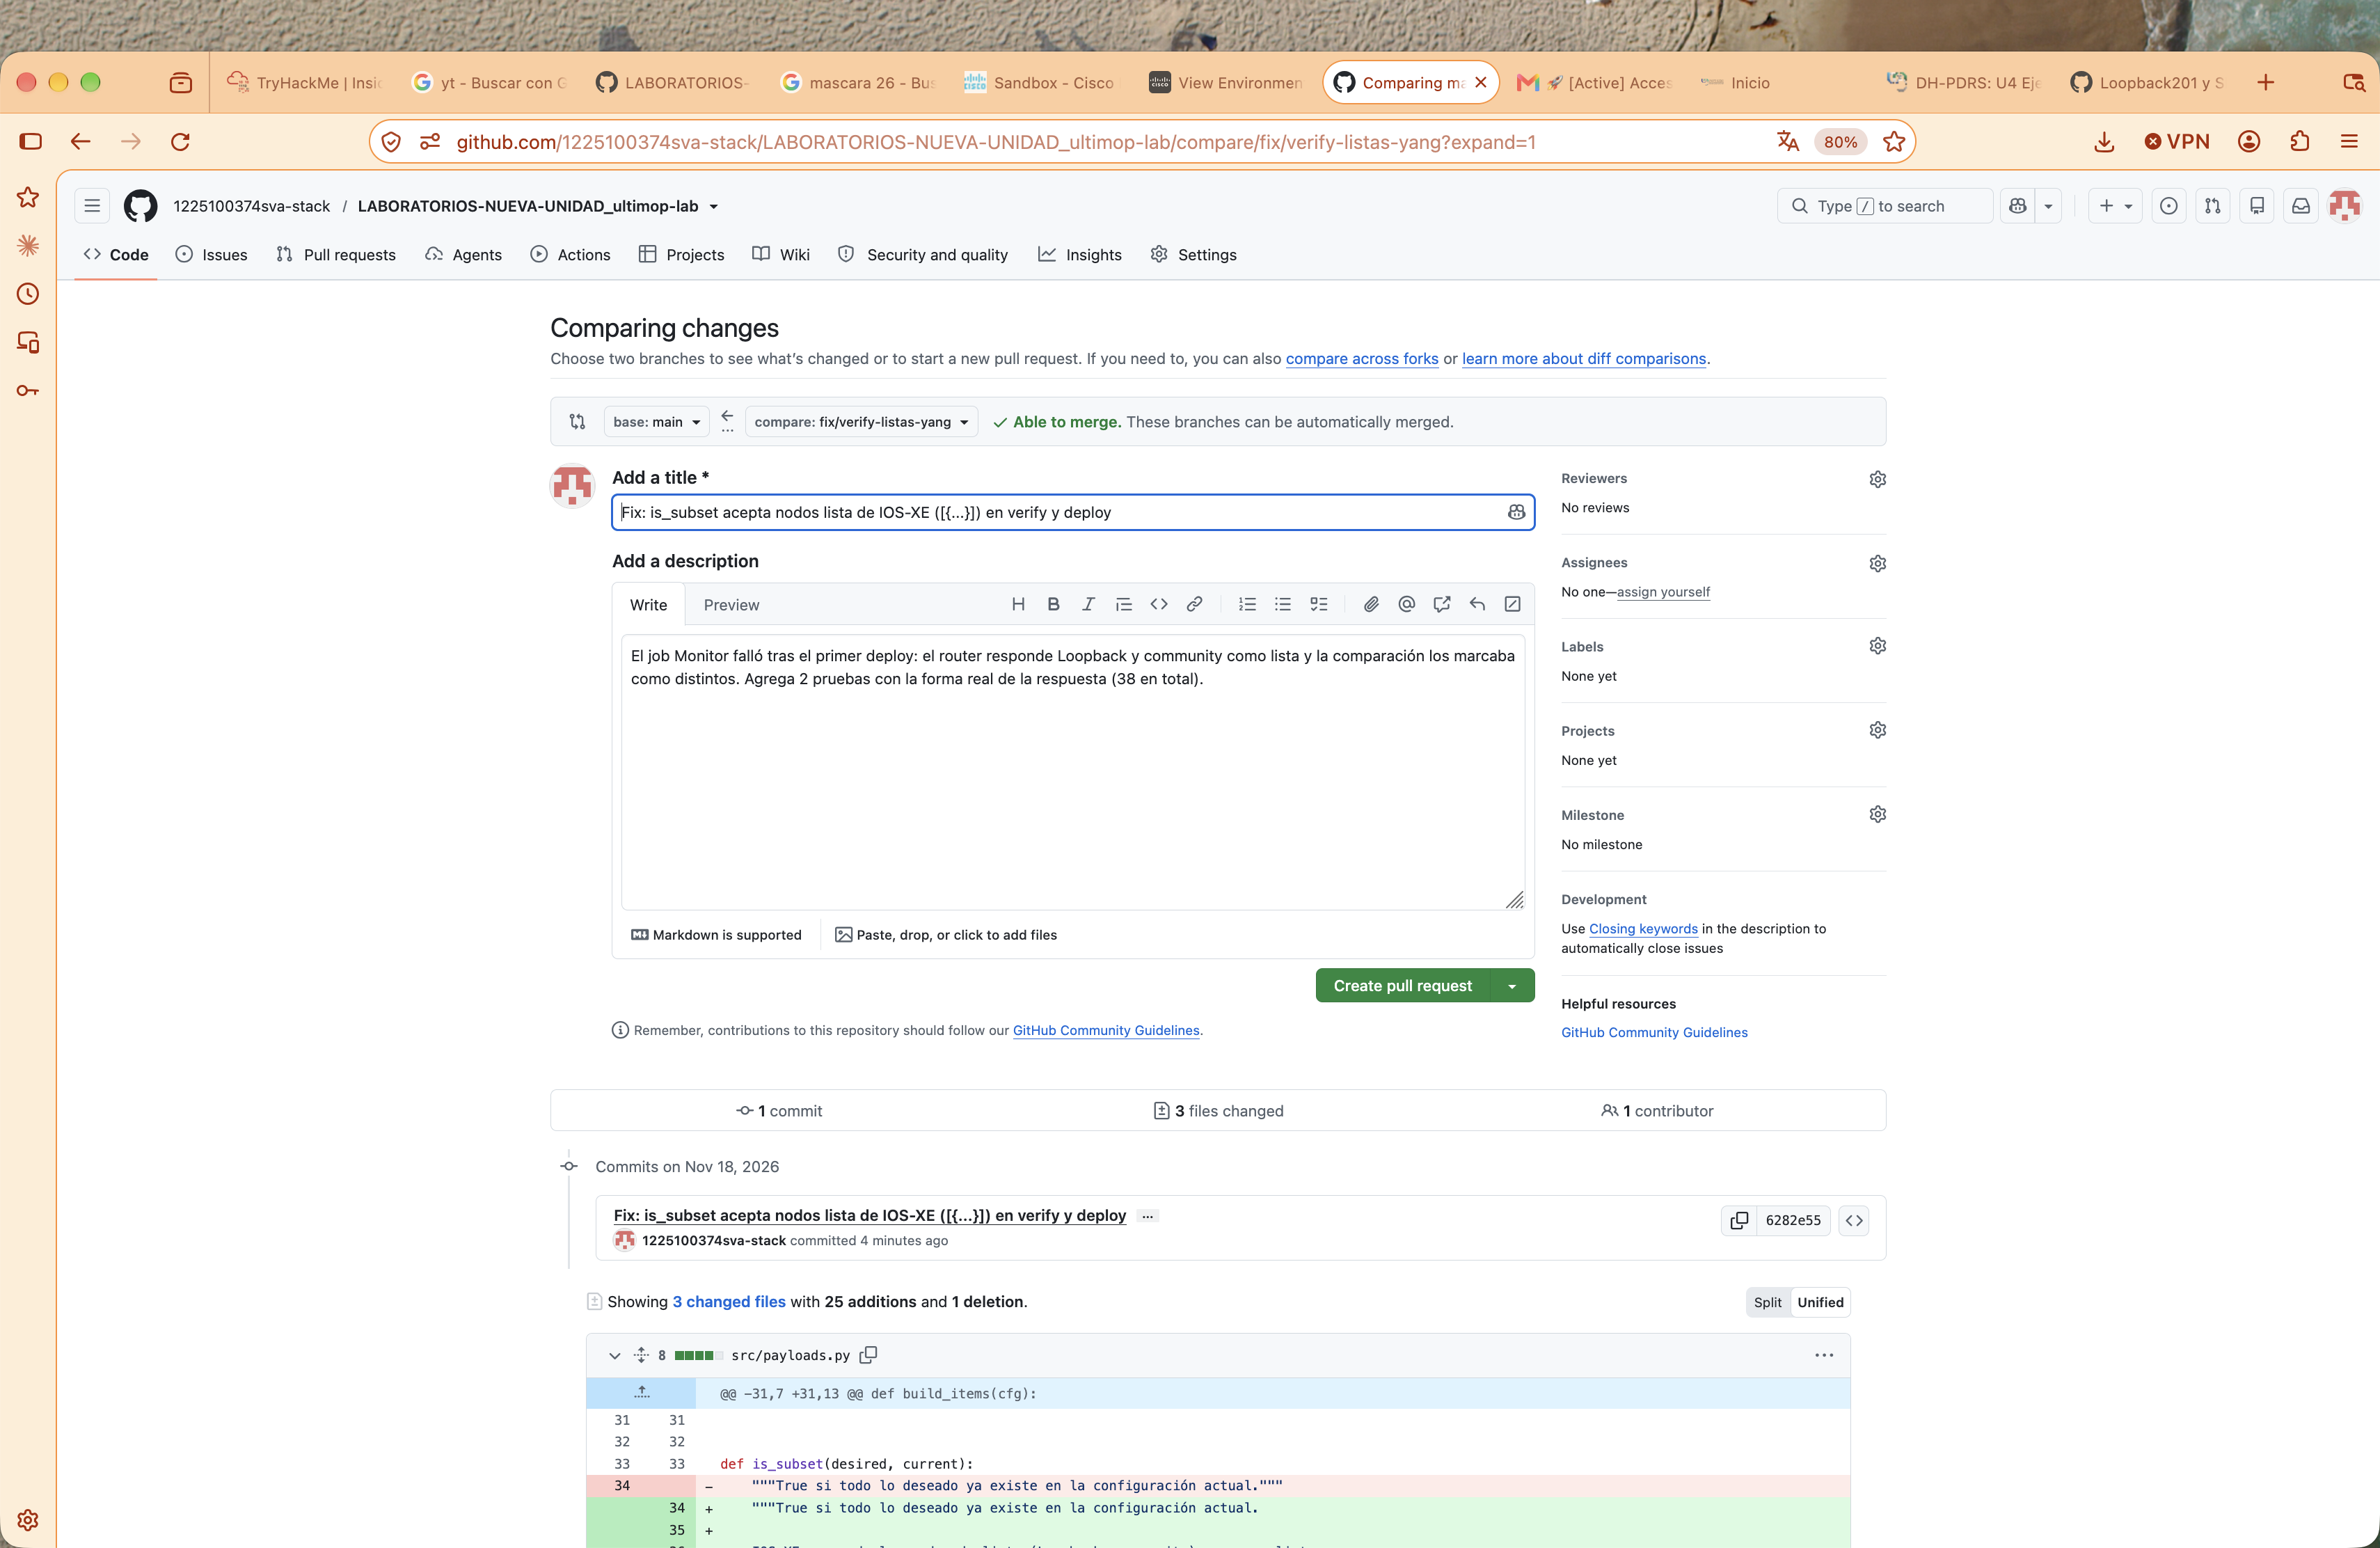 TryHackMe | Insi
yt - Buscar con G
LABORATORIOS-
mascara 26 - Bus
Sandbox - Cisco
View Environmen
Comparing ma
[Active] Acces
Inicio
DH-PDRS: U4 Eje
Loopback201 y S
github.com/1225100374sva-stack/LABORATORIOS-NUEVA-UNIDAD_ultimop-lab/compare/fix/verify-listas-yang?expand=1
80%
VPN
1225100374sva-stack / LABORATORIOS-NUEVA-UNIDAD_ultimop-lab
Type / to search
Code
Issues
Pull requests
Agents
Actions
Projects
Wiki
Security and quality
Insights
Settings
Comparing changes
Choose two branches to see what's changed or to start a new pull request. If you need to, you can also compare across forks or learn more about diff comparisons.
base: main
compare: fix/verify-listas-yang
Able to merge. These branches can be automatically merged.
Add a title *
Fix: is_subset acepta nodos lista de IOS-XE ([{...}]) en verify y deploy
Add a description
Write
Preview
El job Monitor falló tras el primer deploy: el router responde Loopback y community como lista y la comparación los marcaba
como distintos. Agrega 2 pruebas con la forma real de la respuesta (38 en total).
Markdown is supported
Paste, drop, or click to add files
Create pull request
Remember, contributions to this repository should follow our GitHub Community Guidelines.
Reviewers
No reviews
Assignees
No one—assign yourself
Labels
None yet
Projects
None yet
Milestone
No milestone
Development
Use Closing keywords in the description to
automatically close issues
Helpful resources
GitHub Community Guidelines
1 commit
3 files changed
1 contributor
Commits on Nov 18, 2026
Fix: is_subset acepta nodos lista de IOS-XE ([{...}]) en verify y deploy
1225100374sva-stack committed 4 minutes ago
6282e55
Showing 3 changed files with 25 additions and 1 deletion.
Split
Unified
8
src/payloads.py
@@ -31,7 +31,13 @@ def build_items(cfg):
31 31
32 32
33 33 def is_subset(desired, current):
34 - """True si todo lo deseado ya existe en la configuración actual."""
34 + """True si todo lo deseado ya existe en la configuración actual.
35 +